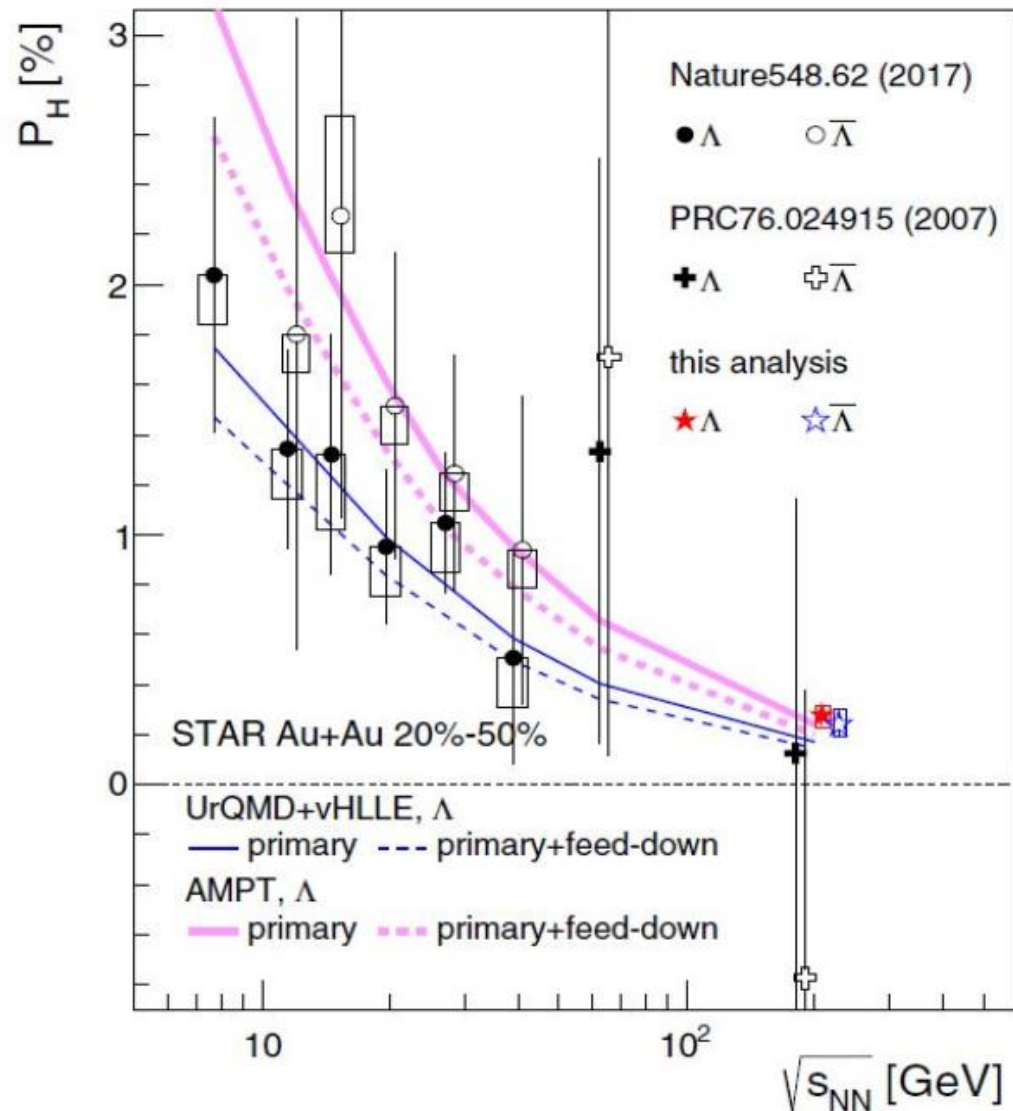 P_H [%]
3
2
1
0
Nature548.62 (2017)
Λ Λ̅
PRC76.024915 (2007)
Λ Λ̅
this analysis
Λ Λ̅
STAR Au+Au 20%-50%
UrQMD+vHLLE, Λ
primary primary+feed-down
AMPT, Λ
primary primary+feed-down
10 10²
√s_NN [GeV]